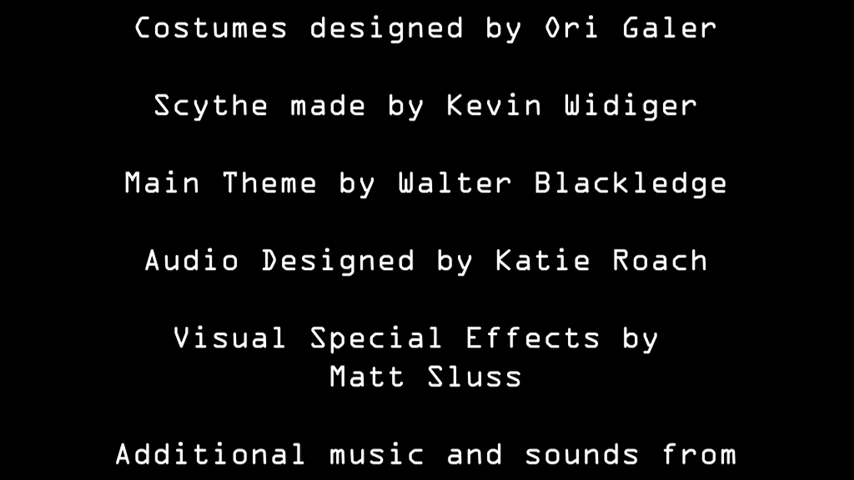 Costumes designed by Ori Galer
Scythe made by Kevin Widiger
Main Theme by Walter Blackledge
Audio Designed by Katie Roach
Visual Special Effects by
Matt Sluss
Additional music and sounds from